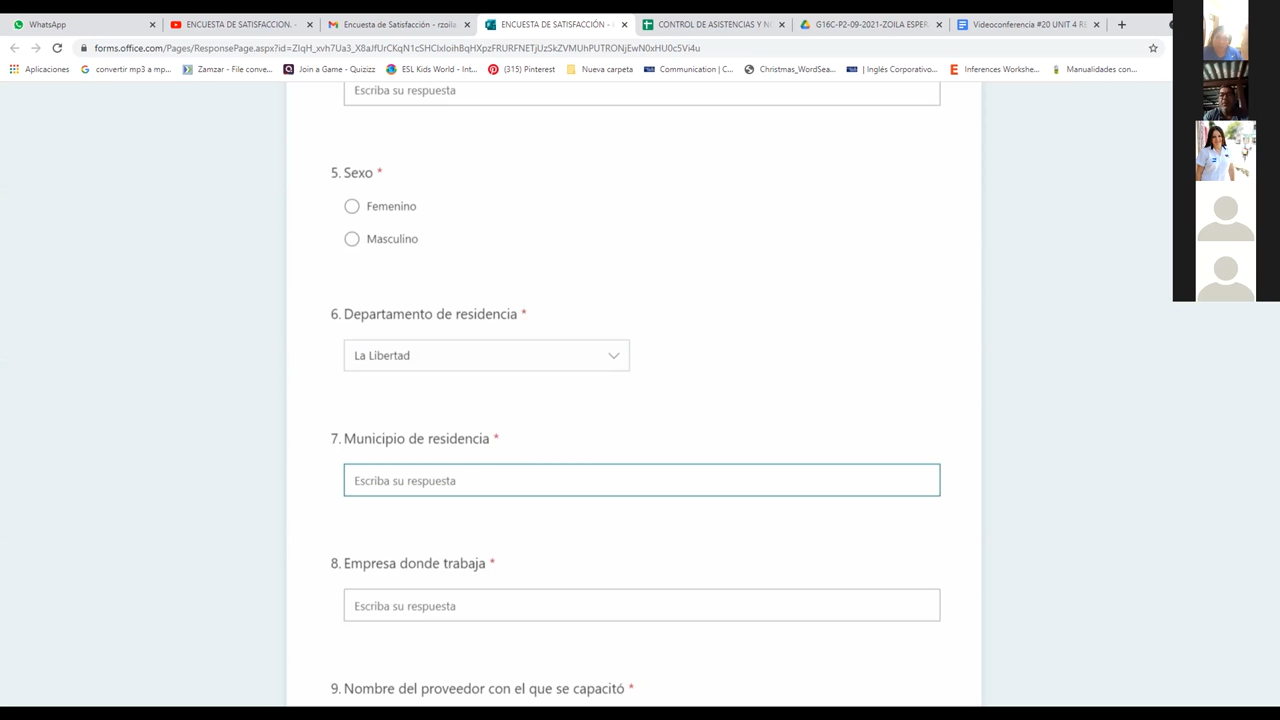 WhatsApp
ENCUESTA DE SATISFACCION. -
Encuesta de Satisfacción - rzoila
ENCUESTA DE SATISFACCIÓN -
CONTROL DE ASISTENCIAS Y N
G16C-P2-09-2021-ZOILA ESPER
Videoconferencia #20 UNIT 4 RE
forms.office.com/Pages/ResponsePage.aspx?id=
Aplicaciones
convertir mp3 a mp...
Zamzar - File conve...
Join a Game - Quizizz
ESL Kids World - Int...
(315) Pinterest
Nueva carpeta
Communication | C...
Christmas_WordSea...
| Inglés Corporativo...
Inferences Workshe...
Manualidades con...
Escriba su respuesta
5. Sexo *
Femenino
Masculino
6. Departamento de residencia *
La Libertad
7. Municipio de residencia *
Escriba su respuesta
8. Empresa donde trabaja *
Escriba su respuesta
9. Nombre del proveedor con el que se capacitó *